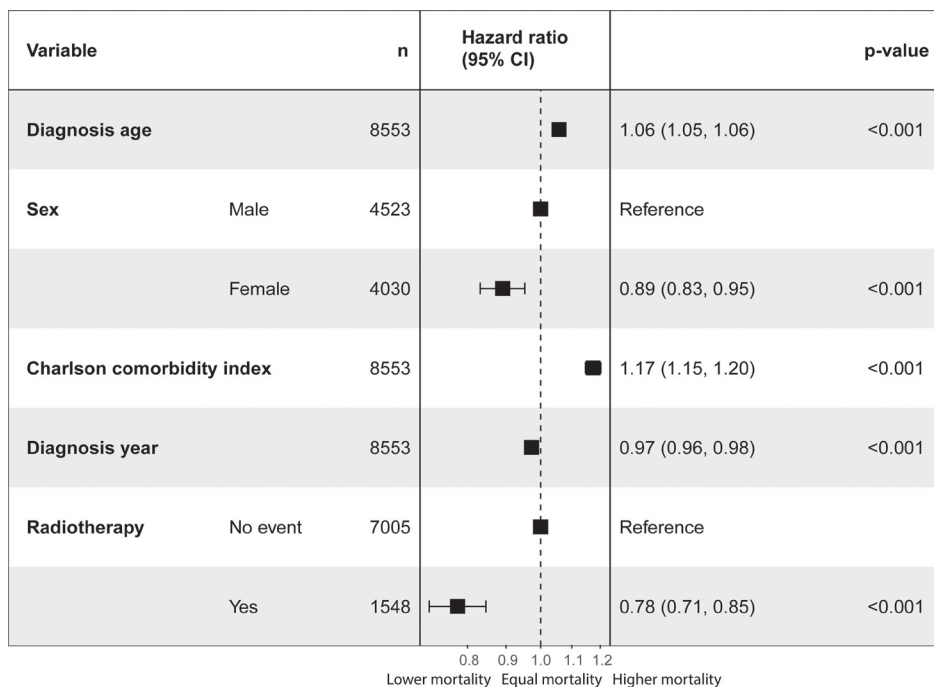 Variable n Hazard ratio (95% CI) p-value
Diagnosis age 8553 1.06 (1.05, 1.06) <0.001
Sex Male 4523 Reference
Female 4030 0.89 (0.83, 0.95) <0.001
Charlson comorbidity index 8553 1.17 (1.15, 1.20) <0.001
Diagnosis year 8553 0.97 (0.96, 0.98) <0.001
Radiotherapy No event 7005 Reference
Yes 1548 0.78 (0.71, 0.85) <0.001
0.8 0.9 1.0 1.1 1.2
Lower mortality Equal mortality Higher mortality